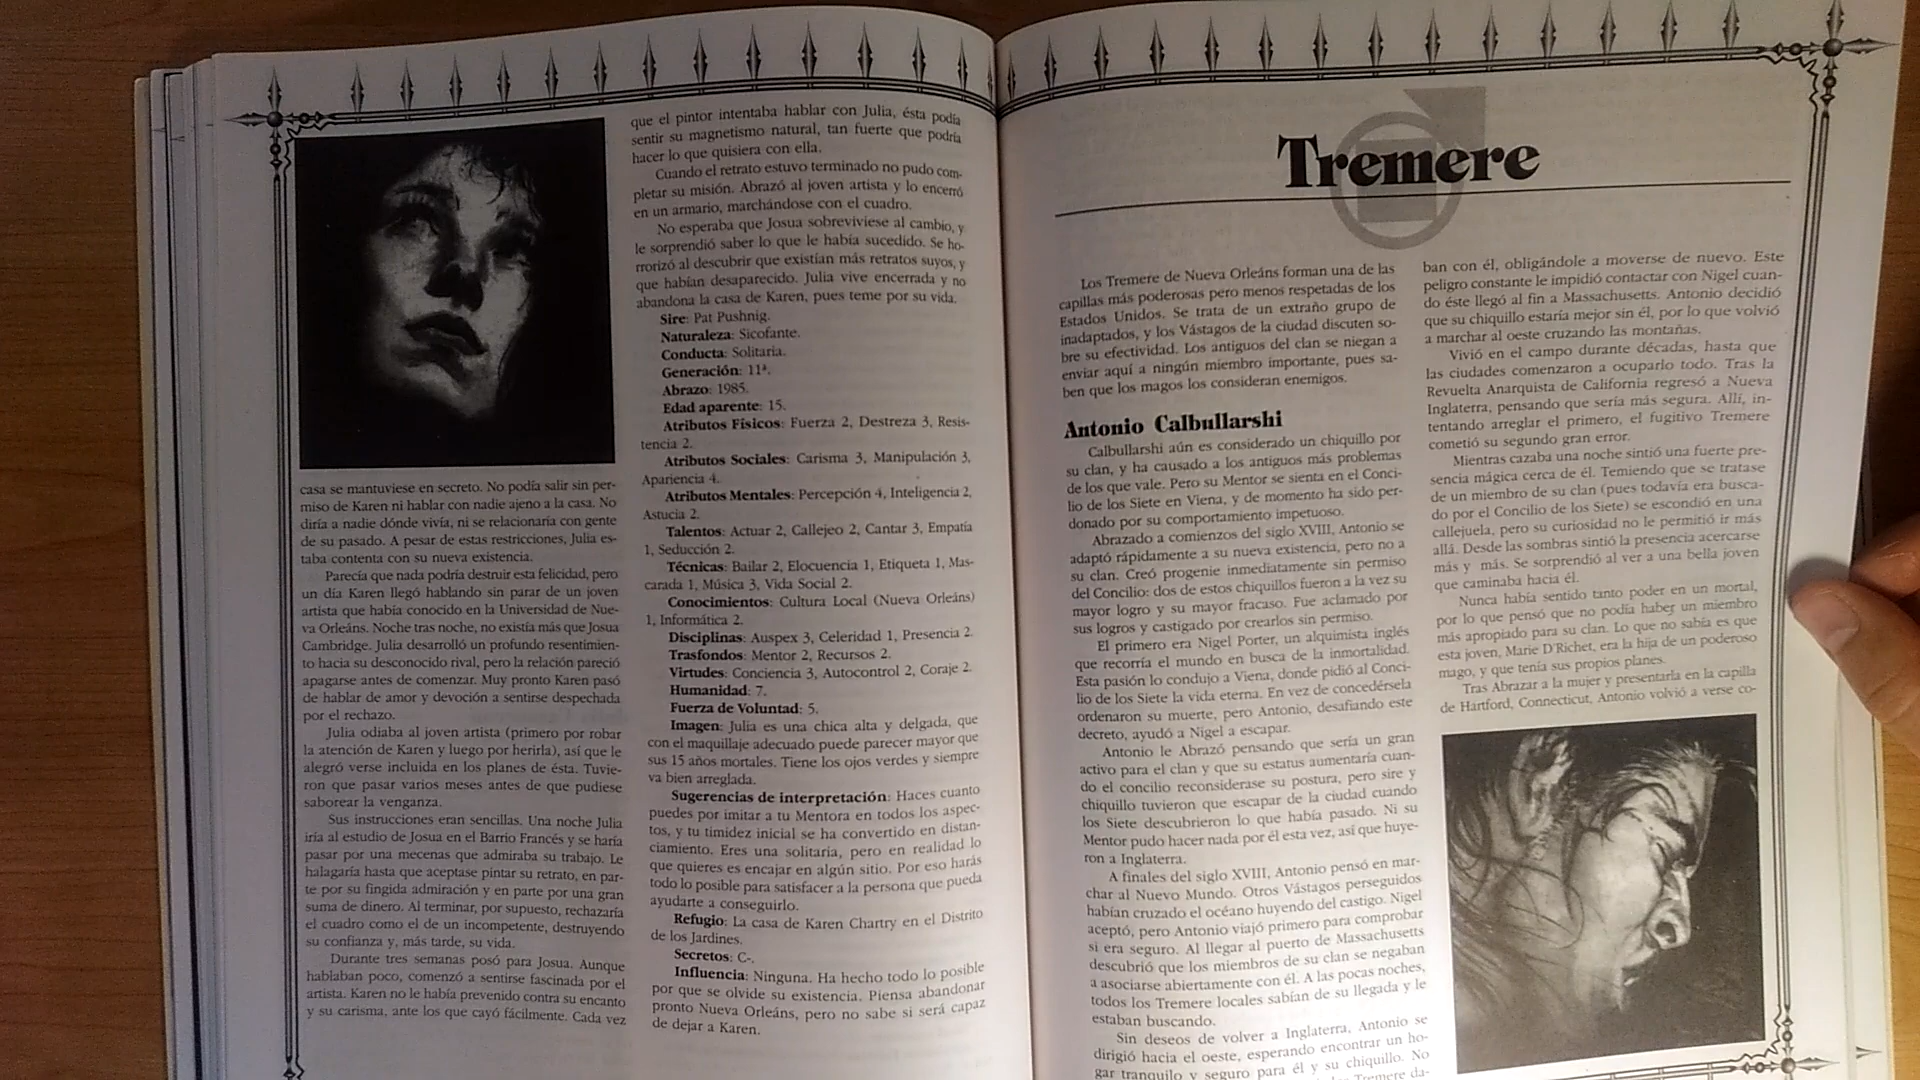 casa se mantuviese en secreto. No podía salir sin per-
miso de Karen ni hablar con nadie ajeno a la casa. No
diría a nadie dónde vivía, ni se relacionaría con gente
de su pasado. A pesar de estas restricciones, Julia es-
taba contenta con su nueva existencia.
Parecía que nada podría destruir esta felicidad, pero
un día Karen llegó hablando sin parar de un joven
artista que había conocido en la Universidad de Nue-
va Orleáns. Noche tras noche, no existía más que Josua
Cambridge. Julia desarrolló un profundo resentimien-
to hacia su desconocido rival, pero la relación pareció
apagarse antes de comenzar. Muy pronto Karen pasó
de hablar de amor y devoción a sentirse despechada
por el rechazo.
Julia odiaba al joven artista (primero por robar
la atención de Karen y luego por herirla), así que le
alegró verse incluida en los planes de ésta. Tuvie-
ron que pasar varios meses antes de que pudiese
saborear la venganza.
Sus instrucciones eran sencillas. Una noche Julia
iría al estudio de Josua en el Barrio Francés y se haría
pasar por una mecenas que admiraba su trabajo. Le
halagaría hasta que aceptase pintar su retrato, en par-
te por su fingida admiración y en parte por una gran
suma de dinero. Al terminar, por supuesto, rechazaría
el cuadro como el de un incompetente, destruyendo
su confianza y, más tarde, su vida.
Durante tres semanas posó para Josua. Aunque
hablaban poco, comenzó a sentirse fascinada por el
artista. Karen no le había prevenido contra su encanto
y su carisma, ante los que cayó fácilmente. Cada vez
que el pintor intentaba hablar con Julia, ésta podía
sentir su magnetismo natural, tan fuerte que podría
hacer lo que quisiera con ella.
Cuando el retrato estuvo terminado no pudo com-
pletar su misión. Abrazó al joven artista y lo encerró
en un armario, marchándose con el cuadro.
No esperaba que Josua sobreviviese al cambio, y
le sorprendió saber lo que le había sucedido. Se ho-
rrorizó al descubrir que existían más retratos suyos, y
que habían desaparecido. Julia vive encerrada y no
abandona la casa de Karen, pues teme por su vida.
Sire: Pat Pushnig.
Naturaleza: Sicofante.
Conducta: Solitaria.
Generación: 11ª.
Abrazo: 1985.
Edad aparente: 15.
Atributos Físicos: Fuerza 2, Destreza 3, Resis-
tencia 2.
Atributos Sociales: Carisma 3, Manipulación 3,
Apariencia 4.
Atributos Mentales: Percepción 4, Inteligencia 2,
Astucia 2.
Talentos: Actuar 2, Callejeo 2, Cantar 3, Empatía
1, Seducción 2.
Técnicas: Bailar 2, Elocuencia 1, Etiqueta 1, Mas-
carada 1, Música 3, Vida Social 2.
Conocimientos: Cultura Local (Nueva Orleáns)
1, Informática 2.
Disciplinas: Auspex 3, Celeridad 1, Presencia 2.
Trasfondos: Mentor 2, Recursos 2.
Virtudes: Conciencia 3, Autocontrol 2, Coraje 2.
Humanidad: 7.
Fuerza de Voluntad: 5.
Imagen: Julia es una chica alta y delgada, que
con el maquillaje adecuado puede parecer mayor que
sus 15 años mortales. Tiene los ojos verdes y siempre
va bien arreglada.
Sugerencias de interpretación: Haces cuanto
puedes por imitar a tu Mentora en todos los aspec-
tos, y tu timidez inicial se ha convertido en distan-
ciamiento. Eres una solitaria, pero en realidad lo
que quieres es encajar en algún sitio. Por eso harás
todo lo posible para satisfacer a la persona que pueda
ayudarte a conseguirlo.
Refugio: La casa de Karen Chartry en el Distrito
de los Jardines.
Secretos: C-.
Influencia: Ninguna. Ha hecho todo lo posible
por que se olvide su existencia. Piensa abandonar
pronto Nueva Orleáns, pero no sabe si será capaz
de dejar a Karen.
Tremere
Los Tremere de Nueva Orleáns forman una de las
capillas más poderosas pero menos respetadas de los
Estados Unidos. Se trata de un extraño grupo de
inadaptados, y los Vástagos de la ciudad discuten so-
bre su efectividad. Los antiguos del clan se niegan a
enviar aquí a ningún miembro importante, pues sa-
ben que los magos los consideran enemigos.
Antonio Calbullarshi
Calbullarshi aún es considerado un chiquillo por
su clan, y ha causado a los antiguos más problemas
de los que vale. Pero su Mentor se sienta en el Conci-
lio de los Siete en Viena, y de momento ha sido per-
donado por su comportamiento impetuoso.
Abrazado a comienzos del siglo XVIII, Antonio se
adaptó rápidamente a su nueva existencia, pero no a
su clan. Creó progenie inmediatamente sin permiso
del Concilio: dos de estos chiquillos fueron a la vez su
mayor logro y su mayor fracaso. Fue aclamado por
sus logros y castigado por crearlos sin permiso.
El primero era Nigel Porter, un alquimista inglés
que recorría el mundo en busca de la inmortalidad.
Esta pasión lo condujo a Viena, donde pidió al Conci-
lio de los Siete la vida eterna. En vez de concedérsela
ordenaron su muerte, pero Antonio, desafiando este
decreto, ayudó a Nigel a escapar.
Antonio le Abrazó pensando que sería un gran
activo para el clan y que su estatus aumentaría cuan-
do el concilio reconsiderase su postura, pero sire y
chiquillo tuvieron que escapar de la ciudad cuando
los Siete descubrieron lo que había pasado. Ni su
Mentor pudo hacer nada por él esta vez, así que huye-
ron a Inglaterra.
A finales del siglo XVIII, Antonio pensó en mar-
char al Nuevo Mundo. Otros Vástagos perseguidos
habían cruzado el océano huyendo del castigo. Nigel
aceptó, pero Antonio viajó primero para comprobar
si era seguro. Al llegar al puerto de Massachusetts
descubrió que los miembros de su clan se negaban
a asociarse abiertamente con él. A las pocas noches,
todos los Tremere locales sabían de su llegada y le
estaban buscando.
Sin deseos de volver a Inglaterra, Antonio se
dirigió hacia el oeste, esperando encontrar un ho-
gar tranquilo y seguro para él y su chiquillo. No
Tremere da-
ban con él, obligándole a moverse de nuevo. Este
peligro constante le impidió contactar con Nigel cuan-
do éste llegó al fin a Massachusetts. Antonio decidió
que su chiquillo estaría mejor sin él, por lo que volvió
a marchar al oeste cruzando las montañas.
Vivió en el campo durante décadas, hasta que
las ciudades comenzaron a ocuparlo todo. Tras la
Revuelta Anarquista de California regresó a Nueva
Inglaterra, pensando que sería más segura. Allí, in-
tentando arreglar el primero, el fugitivo Tremere
cometió su segundo gran error.
Mientras cazaba una noche sintió una fuerte pre-
sencia mágica cerca de él. Temiendo que se tratase
de un miembro de su clan (pues todavía era busca-
do por el Concilio de los Siete) se escondió en una
callejuela, pero su curiosidad no le permitió ir más
allá. Desde las sombras sintió la presencia acercarse
más y más. Se sorprendió al ver a una bella joven
que caminaba hacia él.
Nunca había sentido tanto poder en un mortal,
por lo que pensó que no podía haber un miembro
más apropiado para su clan. Lo que no sabía es que
esta joven, Marie D'Richet, era la hija de un poderoso
mago, y que tenía sus propios planes.
Tras Abrazar a la mujer y presentarla en la capilla
de Hartford, Connecticut, Antonio volvió a verse co-